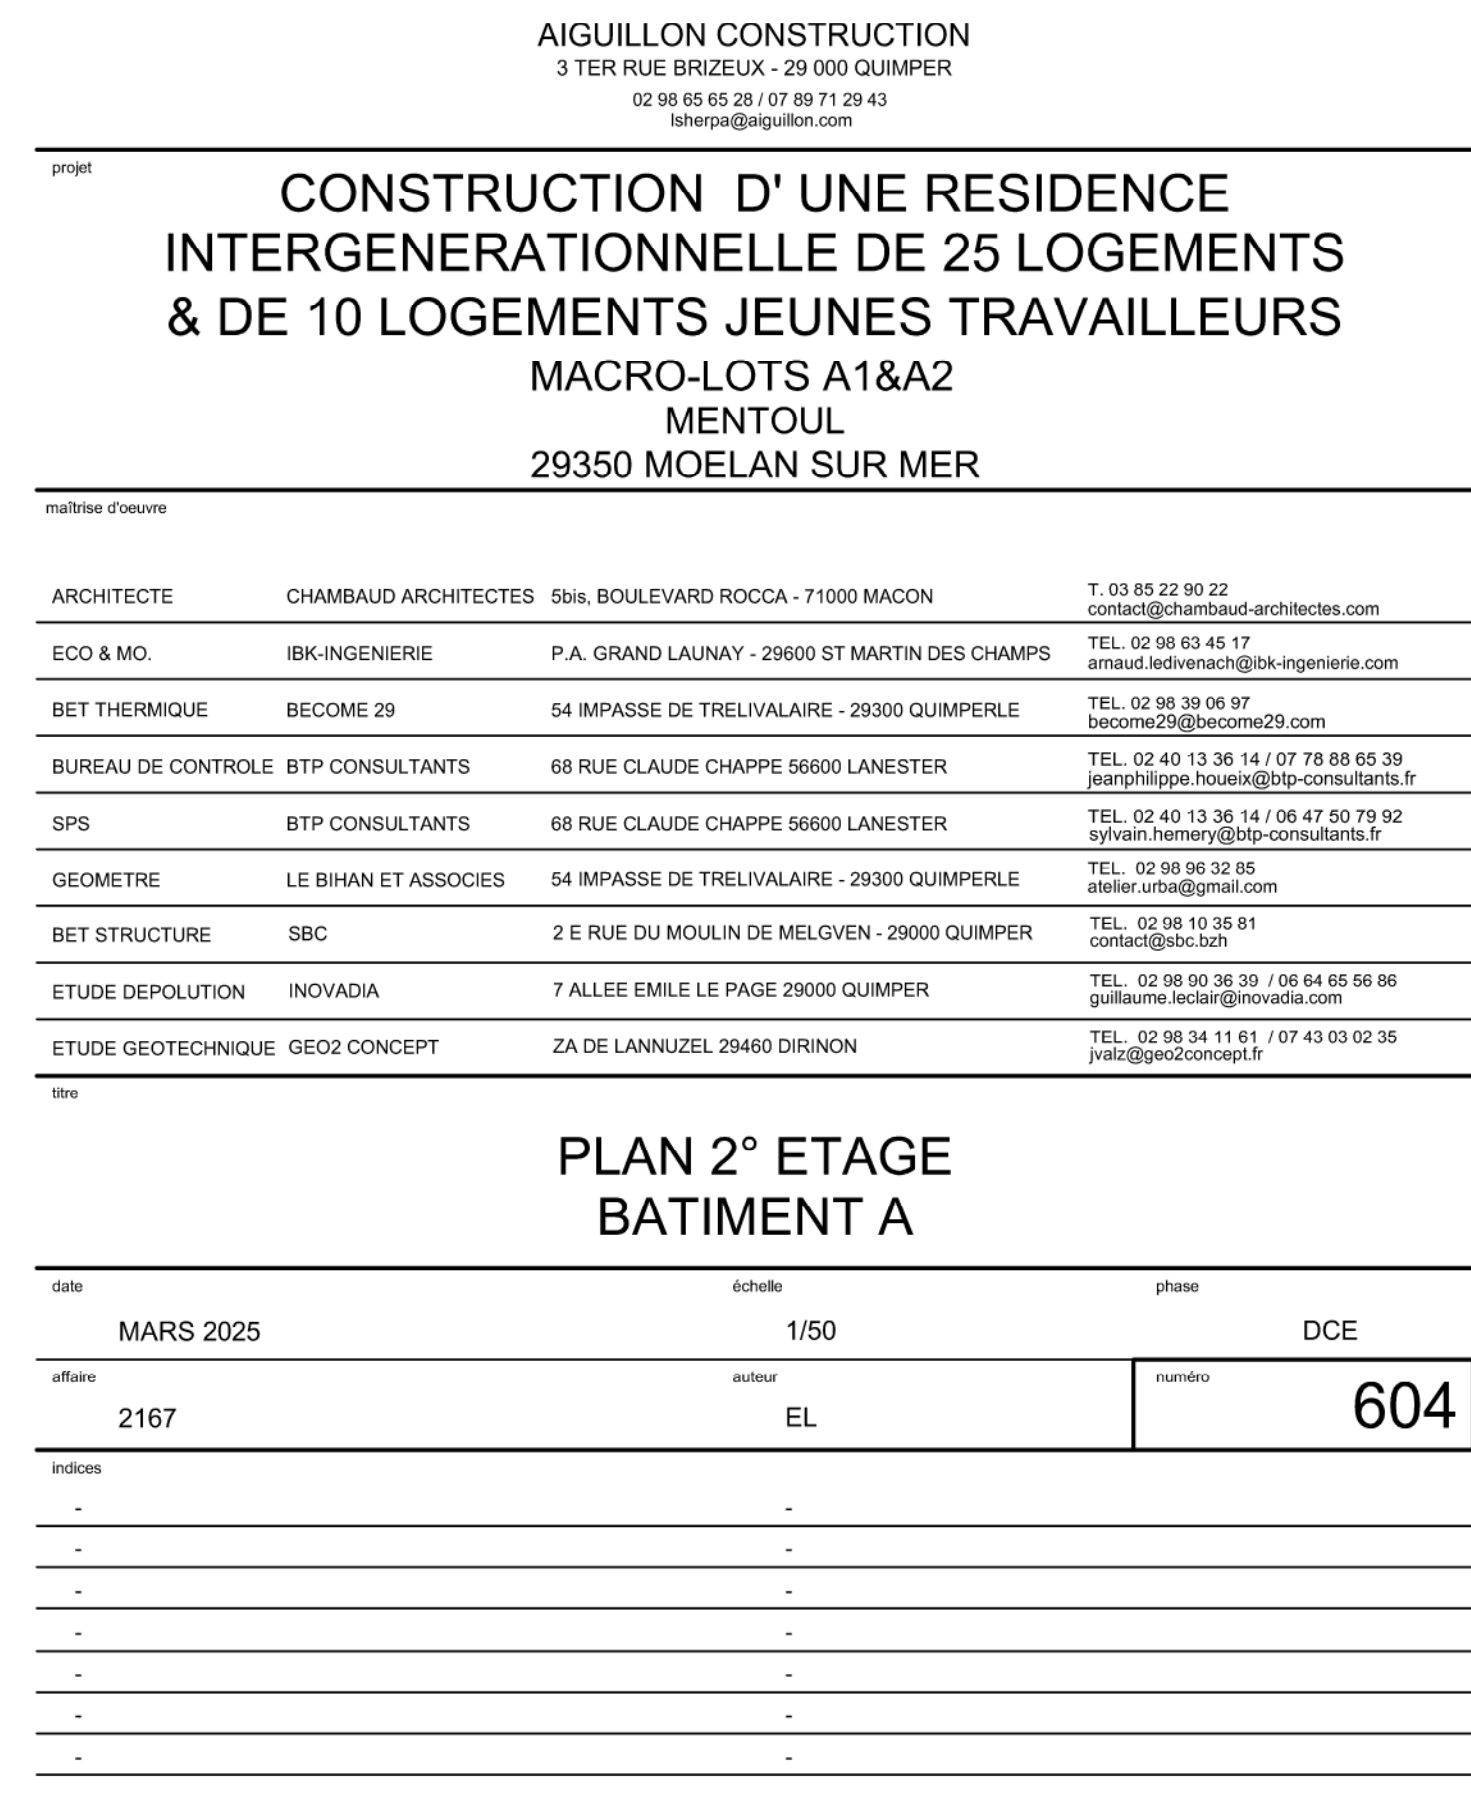 AIGUILLON CONSTRUCTION
3 TER RUE BRIZEUX - 29 000 QUIMPER
02 98 65 65 28 / 07 89 71 29 43
lsherpa@aiguillon.com
projet
CONSTRUCTION D' UNE RESIDENCE
INTERGENERATIONNELLE DE 25 LOGEMENTS
& DE 10 LOGEMENTS JEUNES TRAVAILLEURS
MACRO-LOTS A1&A2
MENTOUL
29350 MOELAN SUR MER
maîtrise d'oeuvre
ARCHITECTE CHAMBAUD ARCHITECTES 5bis, BOULEVARD ROCCA - 71000 MACON T. 03 85 22 90 22
contact@chambaud-architectes.com
ECO & MO. IBK-INGENIERIE P.A. GRAND LAUNAY - 29600 ST MARTIN DES CHAMPS TEL. 02 98 63 45 17
arnaud.ledivenach@ibk-ingenierie.com
BET THERMIQUE BECOME 29 54 IMPASSE DE TRELIVALAIRE - 29300 QUIMPERLE TEL. 02 98 39 06 97
become29@become29.com
BUREAU DE CONTROLE BTP CONSULTANTS 68 RUE CLAUDE CHAPPE 56600 LANESTER TEL. 02 40 13 36 14 / 07 78 88 65 39
jeanphilippe.houeix@btp-consultants.fr
SPS BTP CONSULTANTS 68 RUE CLAUDE CHAPPE 56600 LANESTER TEL. 02 40 13 36 14 / 06 47 50 79 92
sylvain.hemery@btp-consultants.fr
GEOMETRE LE BIHAN ET ASSOCIES 54 IMPASSE DE TRELIVALAIRE - 29300 QUIMPERLE TEL. 02 98 96 32 85
atelier.urba@gmail.com
BET STRUCTURE SBC 2 E RUE DU MOULIN DE MELGVEN - 29000 QUIMPER TEL. 02 98 10 35 81
contact@sbc.bzh
ETUDE DEPOLUTION INOVADIA 7 ALLEE EMILE LE PAGE 29000 QUIMPER TEL. 02 98 90 36 39 / 06 64 65 56 86
guillaume.leclair@inovadia.com
ETUDE GEOTECHNIQUE GEO2 CONCEPT ZA DE LANNUZEL 29460 DIRINON TEL. 02 98 34 11 61 / 07 43 03 02 35
jvalz@geo2concept.fr
titre
PLAN 2° ETAGE
BATIMENT A
date échelle phase
MARS 2025 1/50 DCE
affaire auteur numéro
2167 EL 604
indices
- -
- -
- -
- -
- -
- -
- -